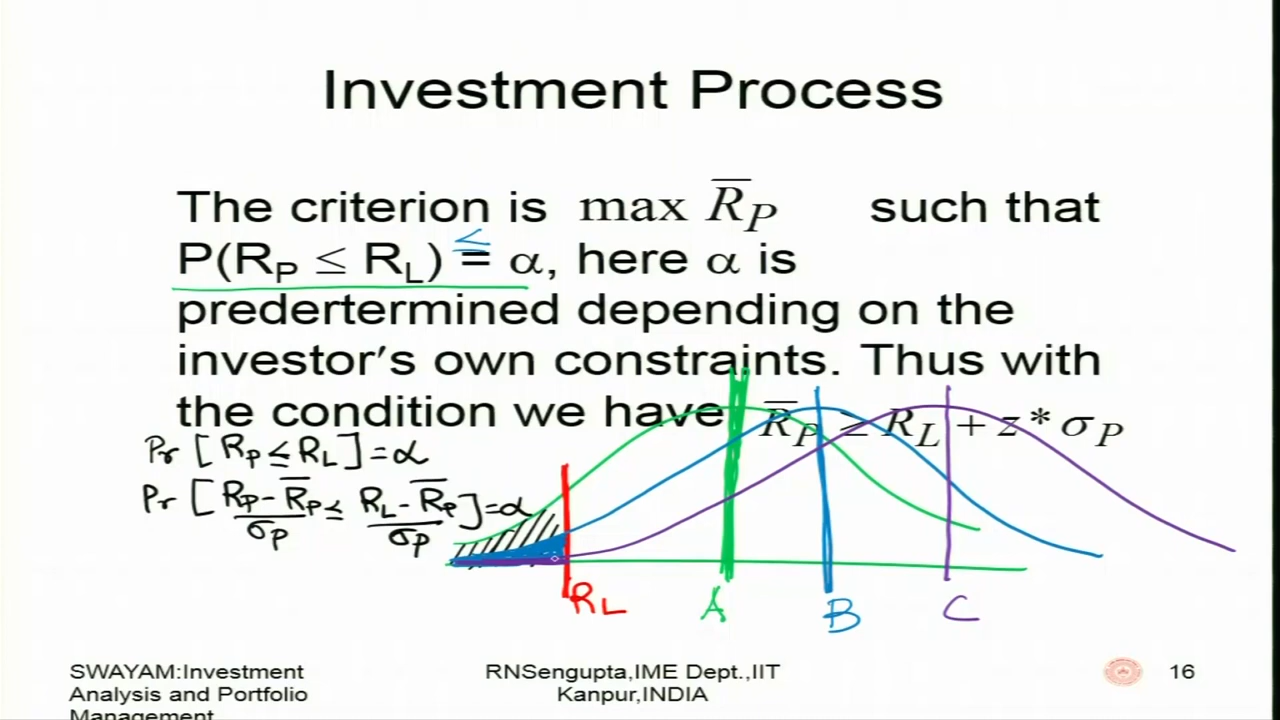 Investment Process
The criterion is max R̅P such that
P(RP ≤ RL) = α, here α is
≤
predertermined depending on the
investor's own constraints. Thus with
the condition we have R̅P ≥ RL + z* σP
Pr [RP ≤ RL] = α
Pr [RP - R̅P / σP ≤ RL - R̅P / σP] = α
RL A B C
SWAYAM:Investment
Analysis and Portfolio
Management
RNSengupta,IME Dept.,IIT
Kanpur,INDIA
16